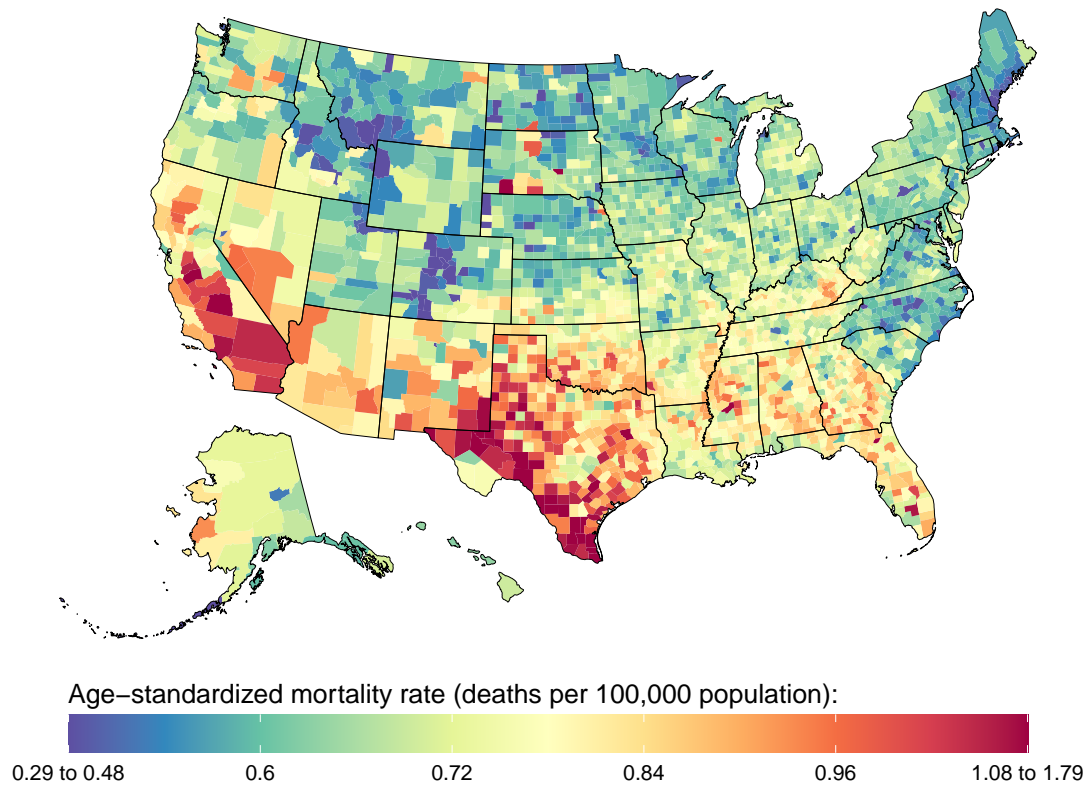 Age−standardized mortality rate (deaths per 100,000 population):
0.29 to 0.48 0.6 0.72 0.84 0.96 1.08 to 1.79